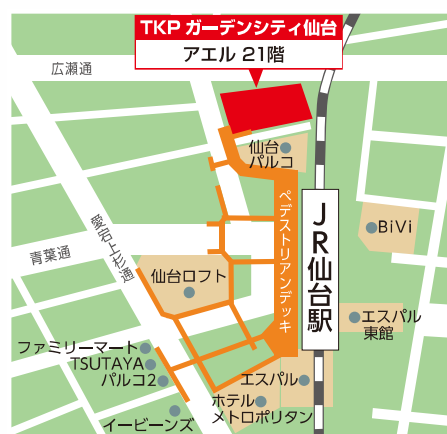 TKP ガーデンシティ仙台
アエル 21階
広瀬通
仙台
パルコ
ペデストリアンデッキ
JR仙台駅
愛宕上杉通
青葉通
BiVi
仙台ロフト
エスパル
東館
ファミリーマート
TSUTAYA
パルコ2
エスパル
ホテル
メトロポリタン
イービーンズ